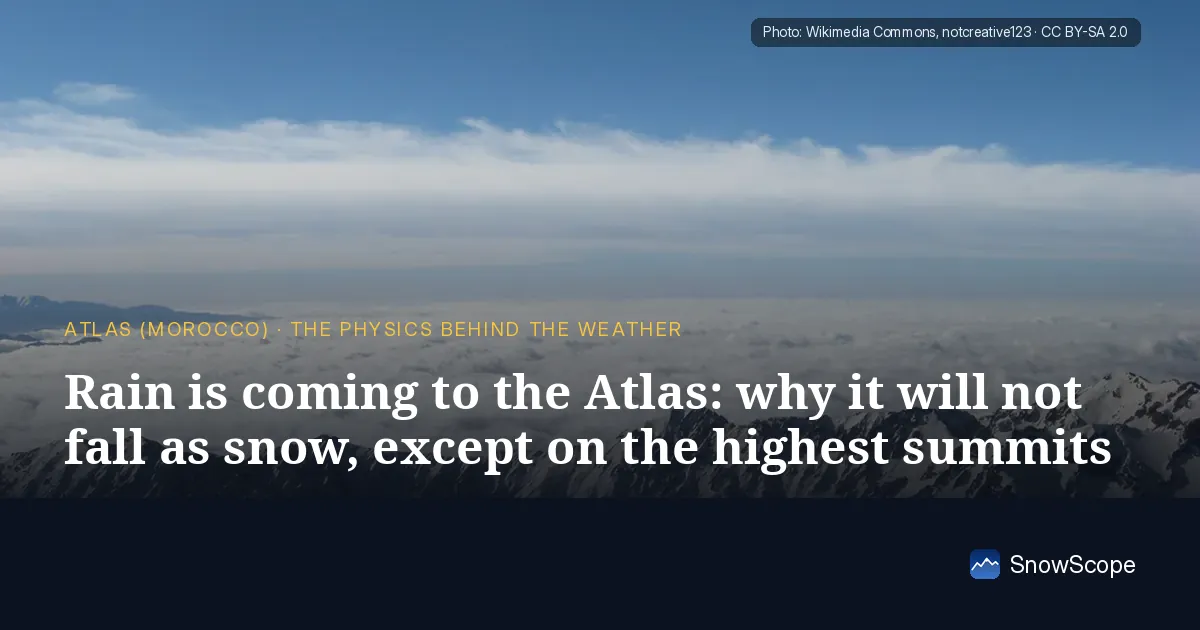 Photo: Wikimedia Commons, notcreative123 · CC BY-SA 2.0
ATLAS (MOROCCO) · THE PHYSICS BEHIND THE WEATHER
Rain is coming to the Atlas: why it will not
fall as snow, except on the highest summits
SnowScope